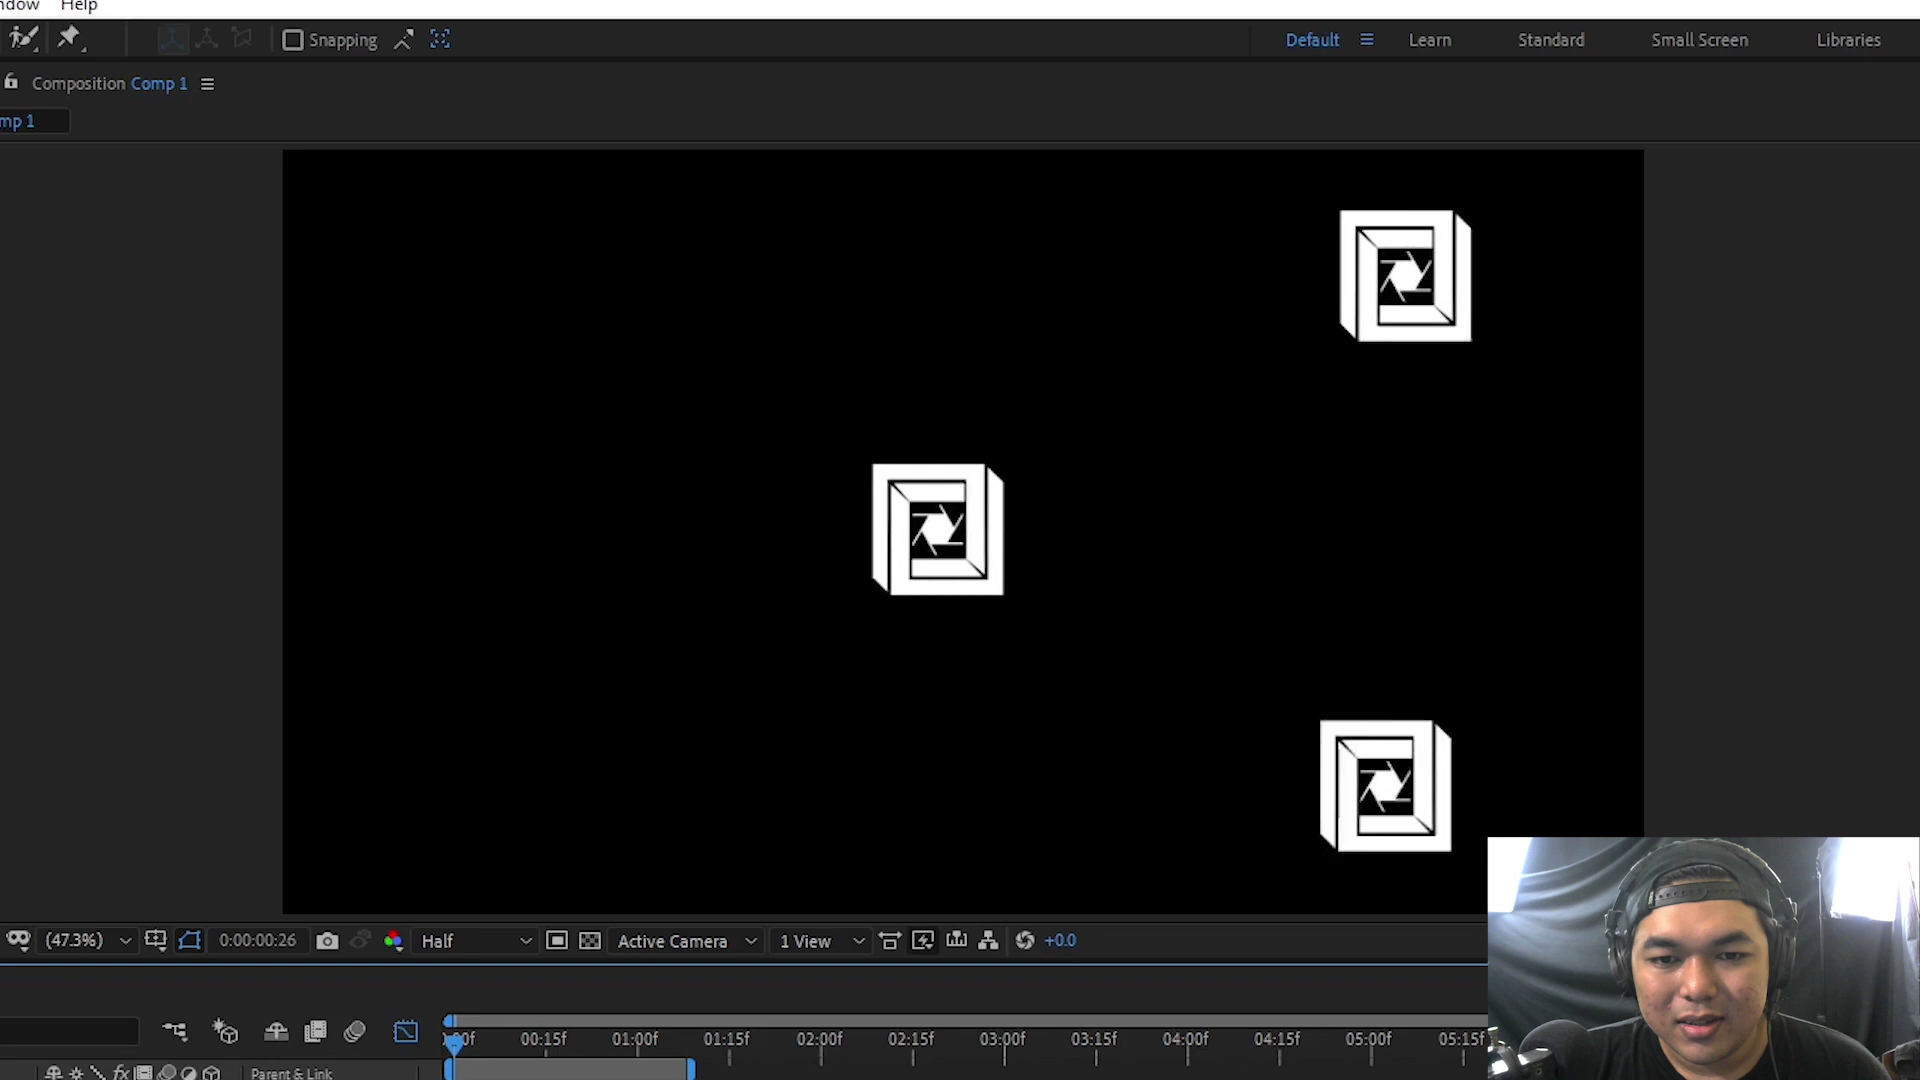 ndow Help
Snapping Default Learn Standard Small Screen Libraries
Composition Comp 1
mp 1
(47.3%) 0:00:00:26 Half Active Camera 1 View +0.0
:00f 00:15f 01:00f 01:15f 02:00f 02:15f 03:00f 03:15f 04:00f 04:15f 05:00f 05:15f
fx Parent & Link